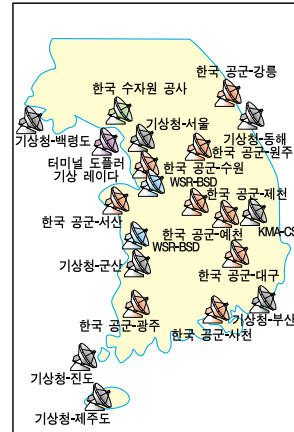 한국 공군-강릉
한국 수자원 공사
기상청-백령도
기상청-서울
기상청-동해
한국 공군-원주
터미널 도플러
기상 레이다
한국 공군-수원
WSR-BSD
한국 공군-제천
한국 공군-서산
한국 공군-예천
KMA-CS
WSR-BSD
기상청-군산
한국 공군-대구
한국 공군-광주
한국 공군-사천
기상청-부산
기상청-진도
기상청-제주도